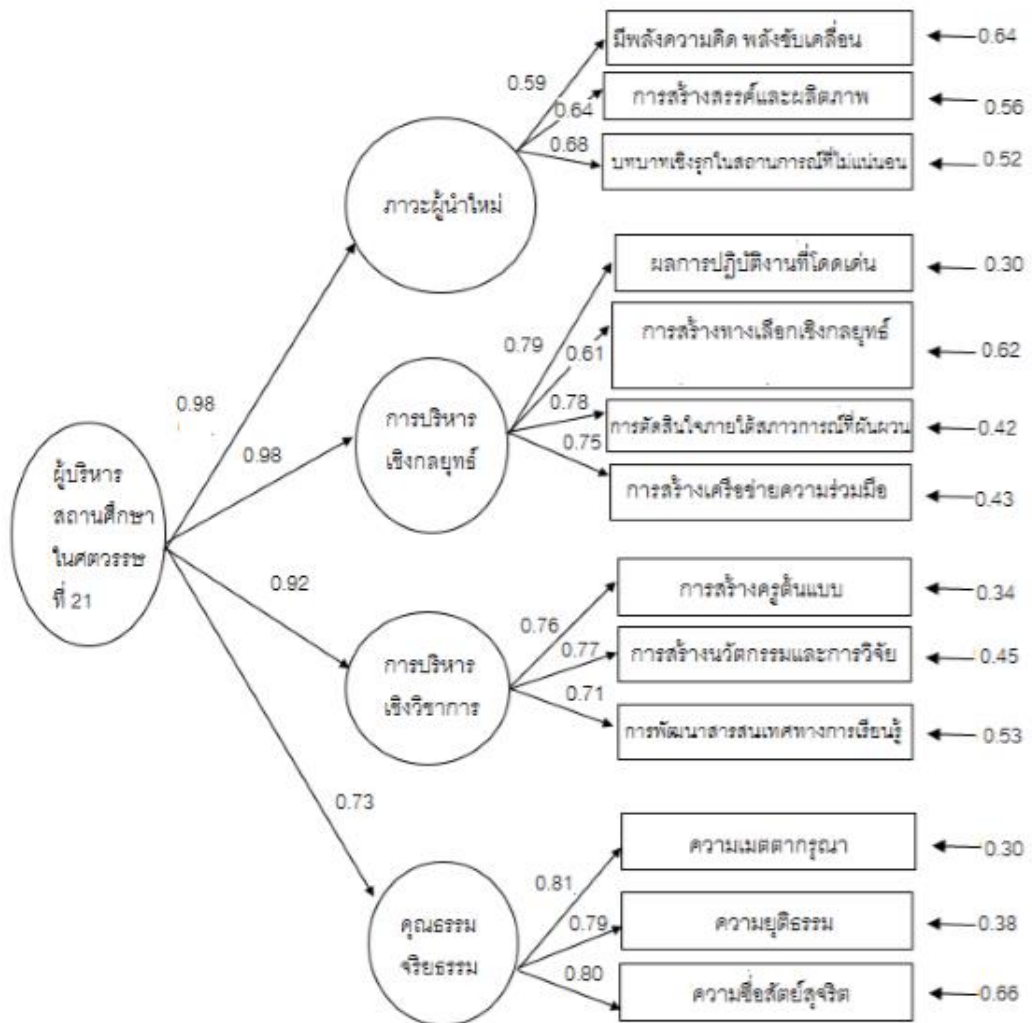 ผู้บริหาร
สถานศึกษา
ในศตวรรษ
ที่ 21
0.98
0.98
0.92
0.73
ภาวะผู้นำใหม่
0.59
0.64
0.68
มีพลังความคิด พลังขับเคลื่อน
0.64
การสร้างสรรค์และผลิตภาพ
0.56
บทบาทเชิงรุกในสถานการณ์ที่ไม่แน่นอน
0.52
การบริหาร
เชิงกลยุทธ์
0.79
0.61
0.78
0.75
ผลการปฏิบัติงานที่โดดเด่น
0.30
การสร้างทางเลือกเชิงกลยุทธ์
0.62
การตัดสินใจภายใต้สภาวการณ์ที่ผันผวน
0.42
การสร้างเครือข่ายความร่วมมือ
0.43
การบริหาร
เชิงวิชาการ
0.76
0.77
0.71
การสร้างครูต้นแบบ
0.34
การสร้างนวัตกรรมและการวิจัย
0.45
การพัฒนาสารสนเทศทางการเรียนรู้
0.53
คุณธรรม
จริยธรรม
0.81
0.79
0.80
ความเมตตากรุณา
0.30
ความยุติธรรม
0.38
ความซื่อสัตย์สุจริต
0.66